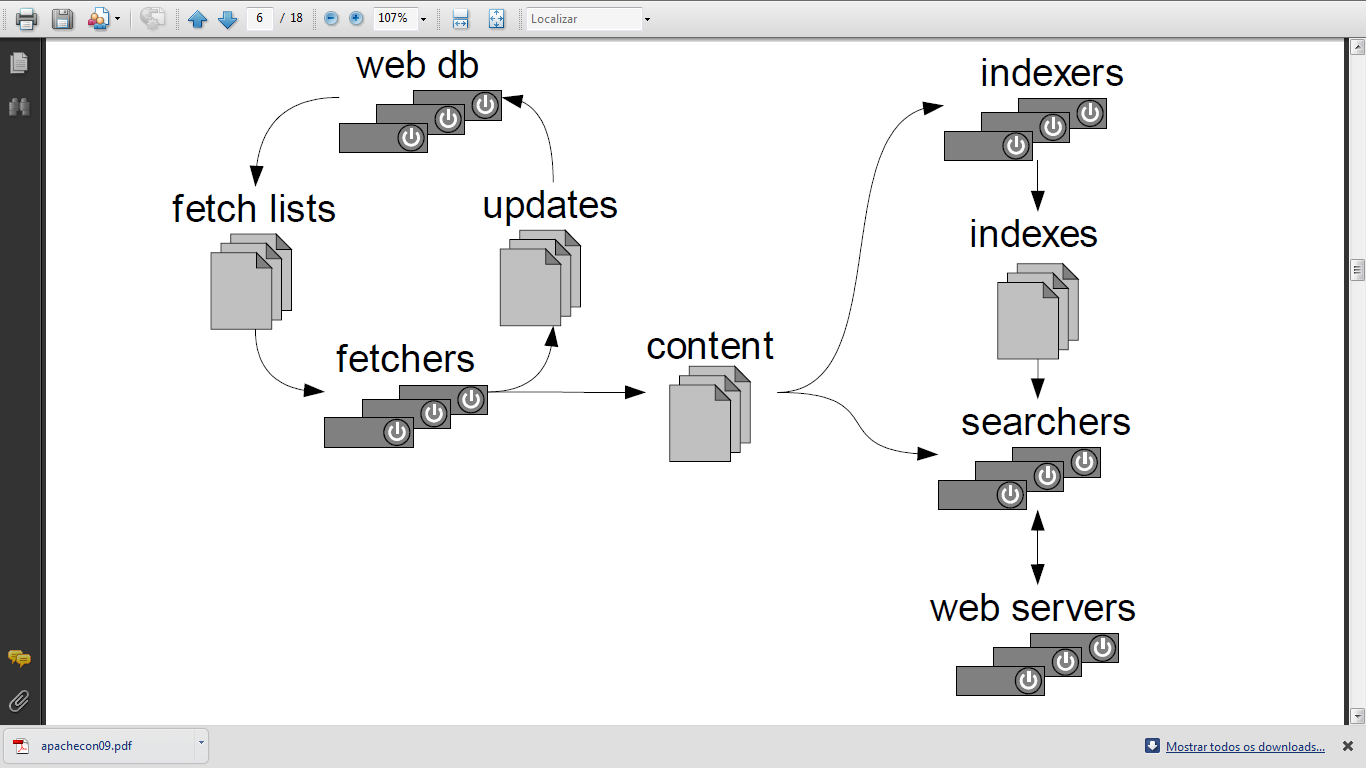 6 / 18
107%
Localizar
web db
indexers
fetch lists
updates
indexes
fetchers
content
searchers
web servers
apachecon09.pdf
Mostrar todos os downloads...